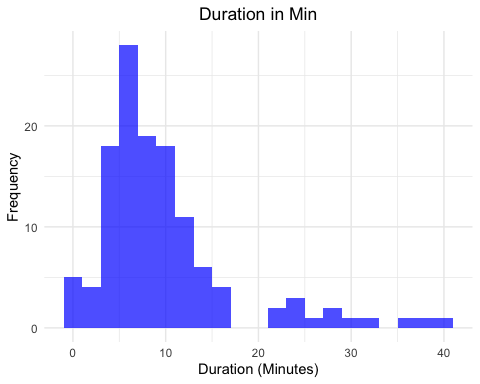 Duration in Min
Frequency
20
10
0
0 10 20 30 40
Duration (Minutes)